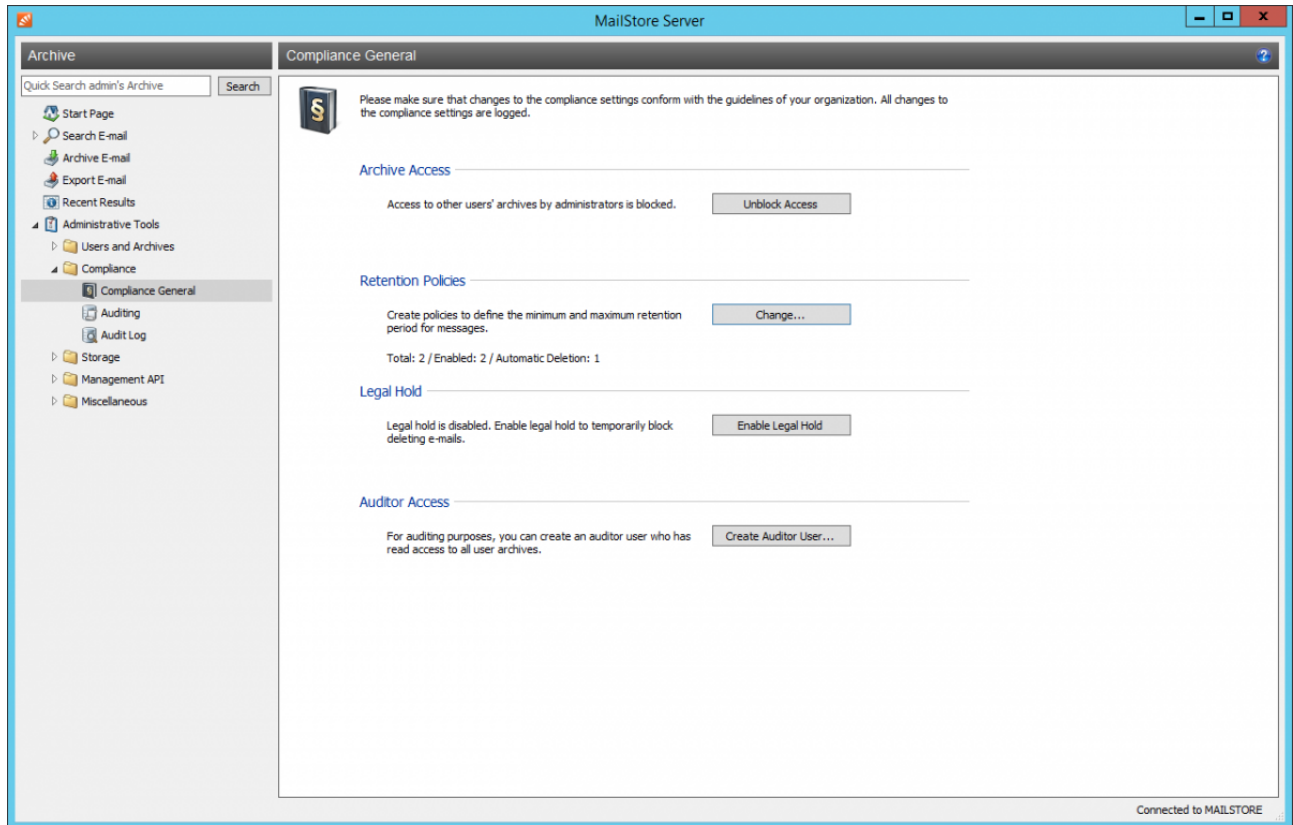 MailStore Server
Archive
Compliance General
Quick Search admin's Archive
Search
Start Page
Search E-mail
Archive E-mail
Export E-mail
Recent Results
Administrative Tools
Users and Archives
Compliance
Compliance General
Auditing
Audit Log
Storage
Management API
Miscellaneous
§
Please make sure that changes to the compliance settings conform with the guidelines of your organization. All changes to
the compliance settings are logged.
Archive Access
Access to other users' archives by administrators is blocked.
Unblock Access
Retention Policies
Create policies to define the minimum and maximum retention
period for messages.
Change...
Total: 2 / Enabled: 2 / Automatic Deletion: 1
Legal Hold
Legal hold is disabled. Enable legal hold to temporarily block
deleting e-mails.
Enable Legal Hold
Auditor Access
For auditing purposes, you can create an auditor user who has
read access to all user archives.
Create Auditor User...
Connected to MAILSTORE